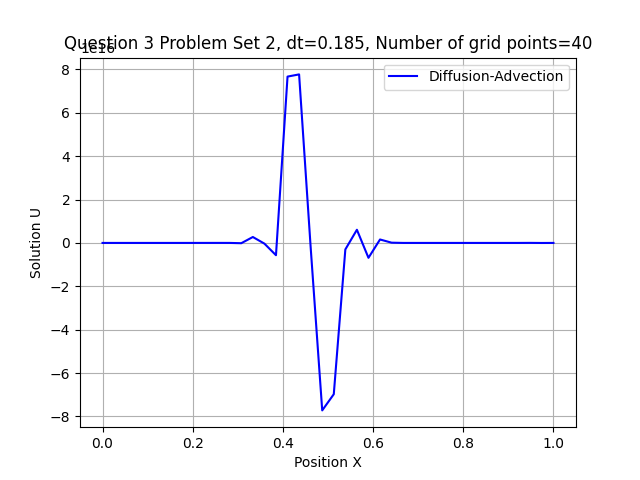 Question 3 Problem Set 2, dt=0.185, Number of grid points=40
1e16
Diffusion-Advection
8
6
4
2
0
−2
−4
−6
−8
Solution U
0.0 0.2 0.4 0.6 0.8 1.0
Position X